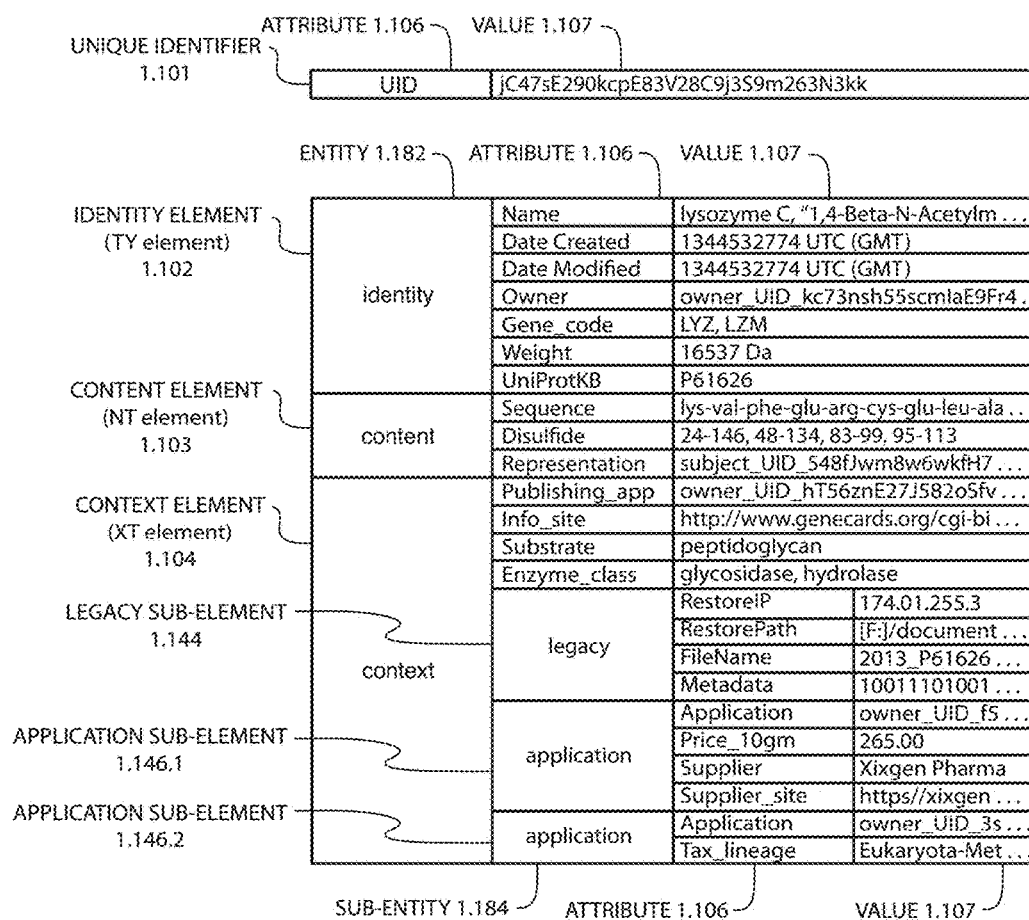 ATTRIBUTE 1.106 VALUE 1.107
UNIQUE IDENTIFIER
1.101
UID jC47sE290kcpE83V28C9j3S9m263N3kk
ENTITY 1.182 ATTRIBUTE 1.106 VALUE 1.107
IDENTITY ELEMENT
(TY element)
1.102
identity
Name lysozyme C, "1,4-Beta-N-Acetylm ...
Date Created 1344532774 UTC (GMT)
Date Modified 1344532774 UTC (GMT)
Owner owner_UID_kc73nsh55scmlaE9Fr4.
Gene_code LYZ, LZM
Weight 16537 Da
UniProtKB P61626
CONTENT ELEMENT
(NT element)
1.103
content
Sequence lys-val-phe-glu-arg-cys-glu-leu-ala ...
Disulfide 24-146, 48-134, 83-99, 95-113
Representation subject_UID_548fJwm8w6wkfH7 ...
CONTEXT ELEMENT
(XT element)
1.104
context
Publishing_app owner_UID_hT56znE27J582oSfv ...
Info_site http://www.genecards.org/cgi-bi ...
Substrate peptidoglycan
Enzyme_class glycosidase, hydrolase
LEGACY SUB-ELEMENT
1.144
legacy
RestoreIP 174.01.255.3
RestorePath [F:]/document ...
FileName 2013_P61626 ...
Metadata 10011101001 ...
APPLICATION SUB-ELEMENT
1.146.1
application
Application owner_UID_f5 ...
Price_10gm 265.00
Supplier Xixgen Pharma
Supplier_site https//xixgen ...
APPLICATION SUB-ELEMENT
1.146.2
application
Application owner_UID_3s ...
Tax_lineage Eukaryota-Met ...
SUB-ENTITY 1.184 ATTRIBUTE 1.106 VALUE 1.107